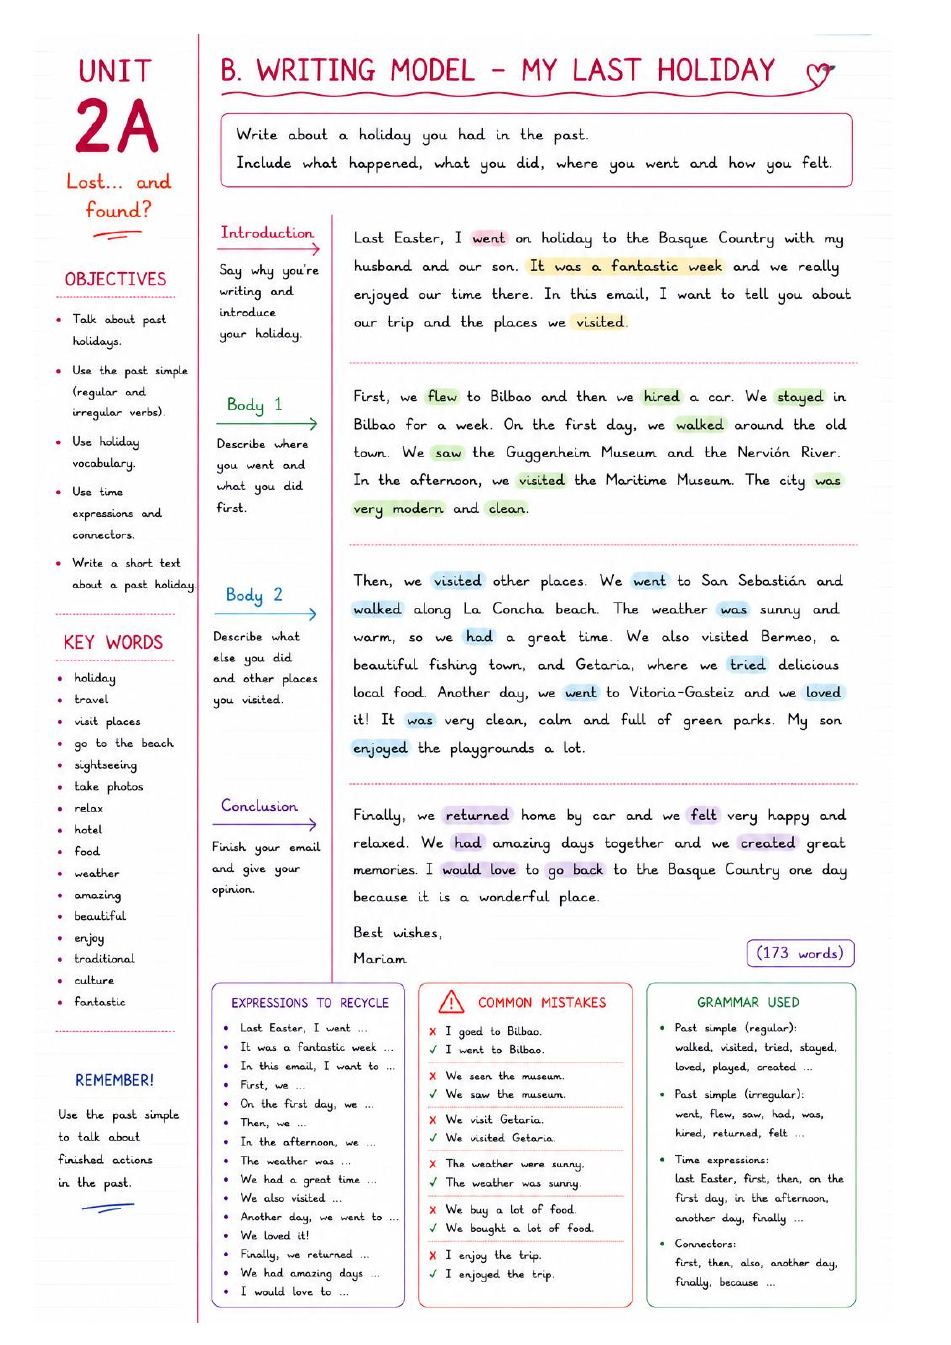 UNIT
2A
Lost... and
found?
OBJECTIVES
• Talk about past
holidays.
• Use the past simple
(regular and
irregular verbs).
• Use holiday
vocabulary.
• Use time
expressions and
connectors.
• Write a short text
about a past holiday.
KEY WORDS
• holiday
• travel
• visit places
• go to the beach
• sightseeing
• take photos
• relax
• hotel
• food
• weather
• amazing
• beautiful
• enjoy
• traditional
• culture
• fantastic
REMEMBER!
Use the past simple
to talk about
finished actions
in the past.
B. WRITING MODEL – MY LAST HOLIDAY
Write about a holiday you had in the past.
Include what happened, what you did, where you went and how you felt.
Introduction
Say why you're
writing and
introduce
your holiday.
Last Easter, I went on holiday to the Basque Country with my
husband and our son. It was a fantastic week and we really
enjoyed our time there. In this email, I want to tell you about
our trip and the places we visited.
Body 1
Describe where
you went and
what you did
first.
First, we flew to Bilbao and then we hired a car. We stayed in
Bilbao for a week. On the first day, we walked around the old
town. We saw the Guggenheim Museum and the Nervión River.
In the afternoon, we visited the Maritime Museum. The city was
very modern and clean.
Body 2
Describe what
else you did
and other places
you visited.
Then, we visited other places. We went to San Sebastián and
walked along La Concha beach. The weather was sunny and
warm, so we had a great time. We also visited Bermeo, a
beautiful fishing town, and Getaria, where we tried delicious
local food. Another day, we went to Vitoria-Gasteiz and we loved
it! It was very clean, calm and full of green parks. My son
enjoyed the playgrounds a lot.
Conclusion
Finish your email
and give your
opinion.
Finally, we returned home by car and we felt very happy and
relaxed. We had amazing days together and we created great
memories. I would love to go back to the Basque Country one day
because it is a wonderful place.
Best wishes,
Mariam
(173 words)
EXPRESSIONS TO RECYCLE
• Last Easter, I went ...
• It was a fantastic week ...
• In this email, I want to ...
• First, we ...
• On the first day, we ...
• Then, we ...
• In the afternoon, we ...
• The weather was ...
• We had a great time ...
• We also visited ...
• Another day, we went to ...
• We loved it!
• Finally, we returned ...
• We had amazing days ...
• I would love to ...
COMMON MISTAKES
✗ I goed to Bilbao.
✓ I went to Bilbao.
✗ We seen the museum.
✓ We saw the museum.
✗ We visit Getaria.
✓ We visited Getaria.
✗ The weather were sunny.
✓ The weather was sunny.
✗ We buy a lot of food.
✓ We bought a lot of food.
✗ I enjoy the trip.
✓ I enjoyed the trip.
GRAMMAR USED
• Past simple (regular):
walked, visited, tried, stayed,
loved, played, created ...
• Past simple (irregular):
went, flew, saw, had, was,
hired, returned, felt ...
• Time expressions:
last Easter, first, then, on the
first day, in the afternoon,
another day, finally ...
• Connectors:
first, then, also, another day,
finally, because ...